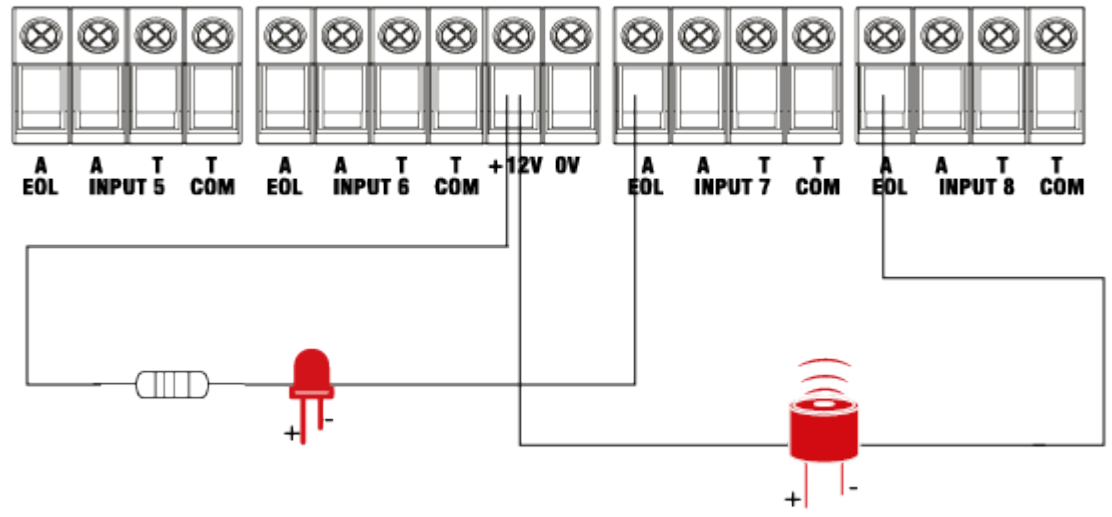 A A T T A A T T +12V 0V A A T T A A T T
EOL INPUT 5 COM EOL INPUT 6 COM EOL INPUT 7 COM EOL INPUT 8 COM
+ -
+ -